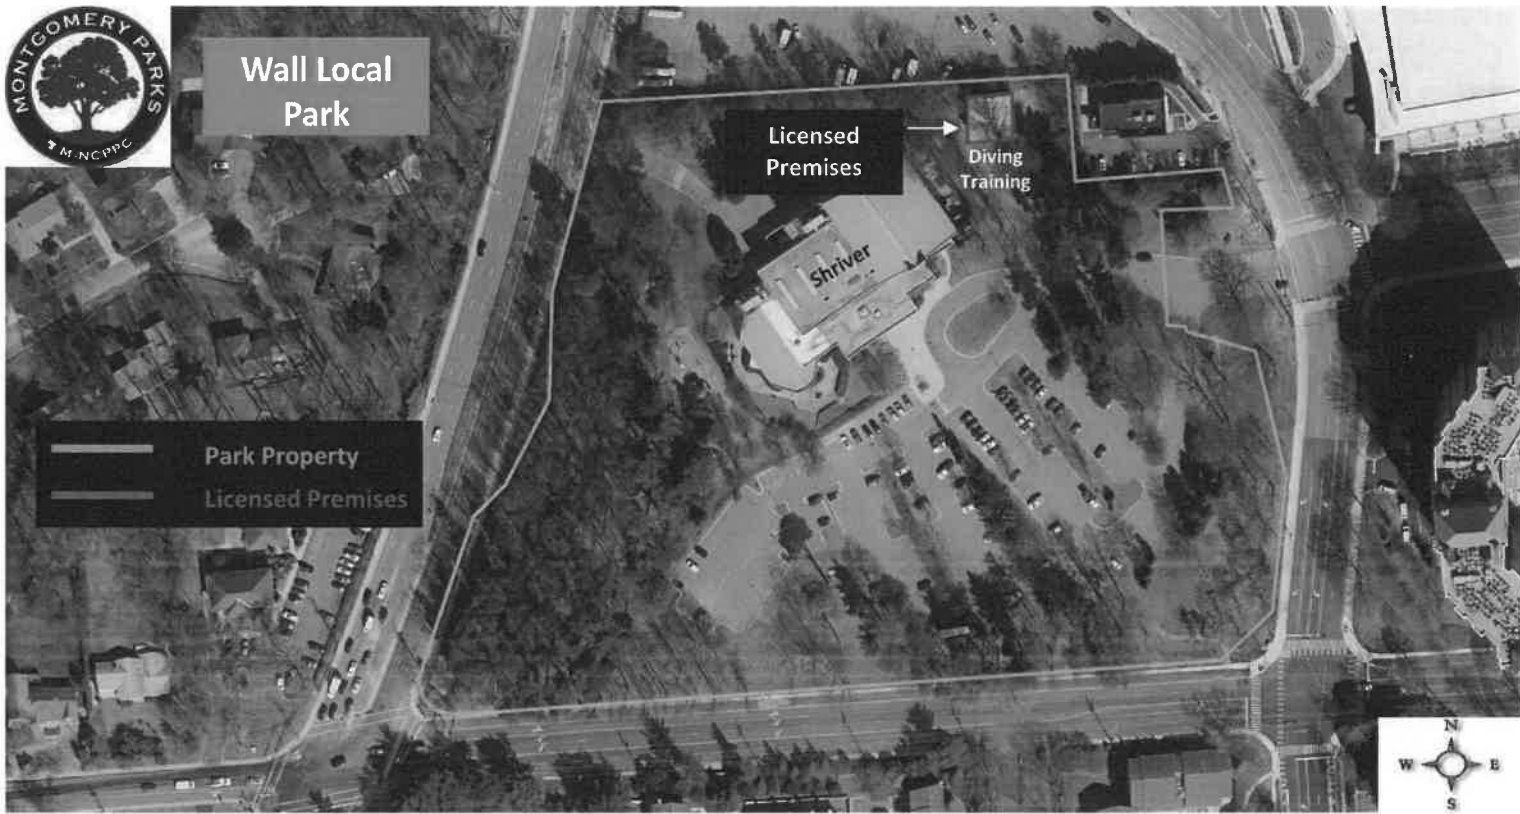 MONTGOMERY PARKS
M-NCPPC
Wall Local
Park
Licensed
Premises
Diving
Training
Shriver
Park Property
Licensed Premises
N
W E
S